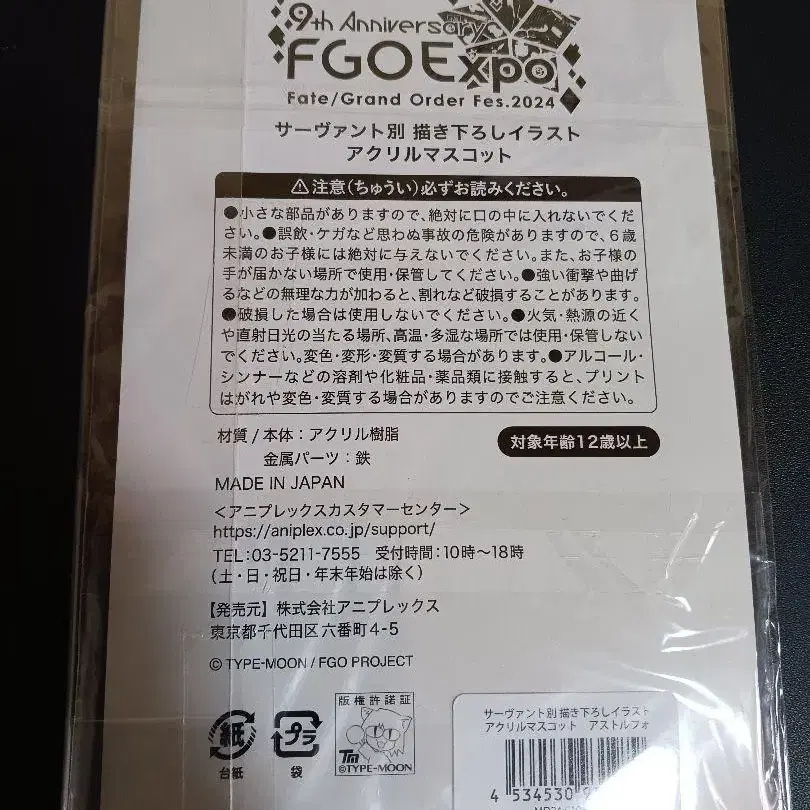 9th Anniversary
FGO Expo
Fate/Grand Order Fes.2024
サーヴァント別 描き下ろしイラスト
アクリルマスコット
⚠注意(ちゅうい)必ずお読みください。
●小さな部品がありますので、絶対に口の中に入れないでくだ
さい。●誤飲・ケガなど思わぬ事故の危険がありますので、6歳
未満のお子様には絶対に与えないでください。また、お子様の
手が届かない場所で使用・保管してください。●強い衝撃や曲げ
るなどの無理な力が加わると、割れなど破損することがあります。
●破損した場合は使用しないでください。●火気・熱源の近く
や直射日光の当たる場所、高温・多湿な場所では使用・保管しない
でください。変色・変形・変質する場合があります。●アルコール・
シンナーなどの溶剤や化粧品・薬品類に接触すると、プリント
はがれや変色・変質する場合がありますのでご注意ください。
材質/本体:アクリル樹脂
金属パーツ:鉄
対象年齢12歳以上
MADE IN JAPAN
<アニプレックスカスタマーセンター>
https://aniplex.co.jp/support/
TEL:03-5211-7555 受付時間:10時~18時
(土・日・祝日・年末年始は除く)
【発売元】株式会社アニプレックス
東京都千代田区六番町4-5
© TYPE-MOON / FGO PROJECT
紙
台紙
プラ
袋
版権許諾証
TM
©TYPE-MOON
サーヴァント別 描き下ろしイラスト
アクリルマスコット アストルフォ
4 534530